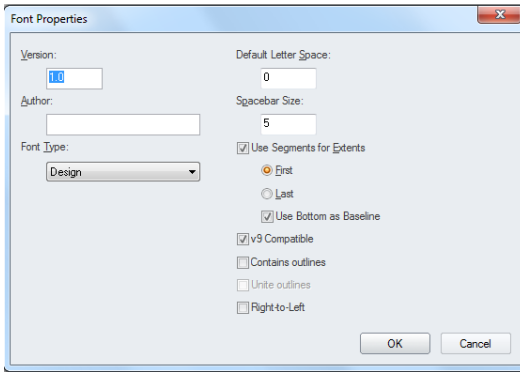 Font Properties
Version:
1.0
Author:
Font Type:
Design
Default Letter Space:
0
Spacebar Size:
5
Use Segments for Extents
First
Last
Use Bottom as Baseline
v9 Compatible
Contains outlines
Unite outlines
Right-to-Left
OK
Cancel